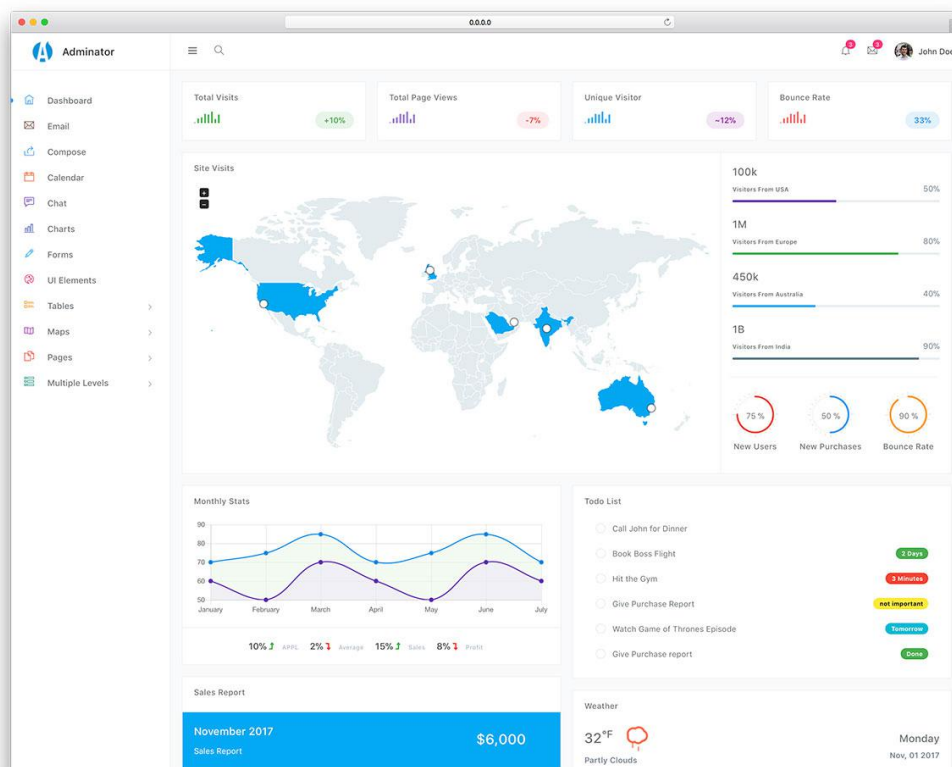 0.0.0.0
Adminator
3
3
John Doe
Dashboard
Email
Compose
Calendar
Chat
Charts
Forms
UI Elements
Tables
Maps
Pages
Multiple Levels
Total Visits
+10%
Total Page Views
-7%
Unique Visitor
~12%
Bounce Rate
33%
Site Visits
+
−
100k
Visitors From USA
50%
1M
Visitors From Europe
80%
450k
Visitors From Australia
40%
1B
Visitors From India
90%
75 %
50 %
90 %
New Users
New Purchases
Bounce Rate
Monthly Stats
90
80
70
60
50
January
February
March
April
May
June
July
10% APPL 2% Average 15% Sales 8% Profit
Todo List
Call John for Dinner
Book Boss Flight
2 Days
Hit the Gym
3 Minutes
Give Purchase Report
not important
Watch Game of Thrones Episode
Tomorrow
Give Purchase report
Done
Sales Report
November 2017
Sales Report
$6,000
Weather
32°F
Partly Clouds
Monday
Nov, 01 2017